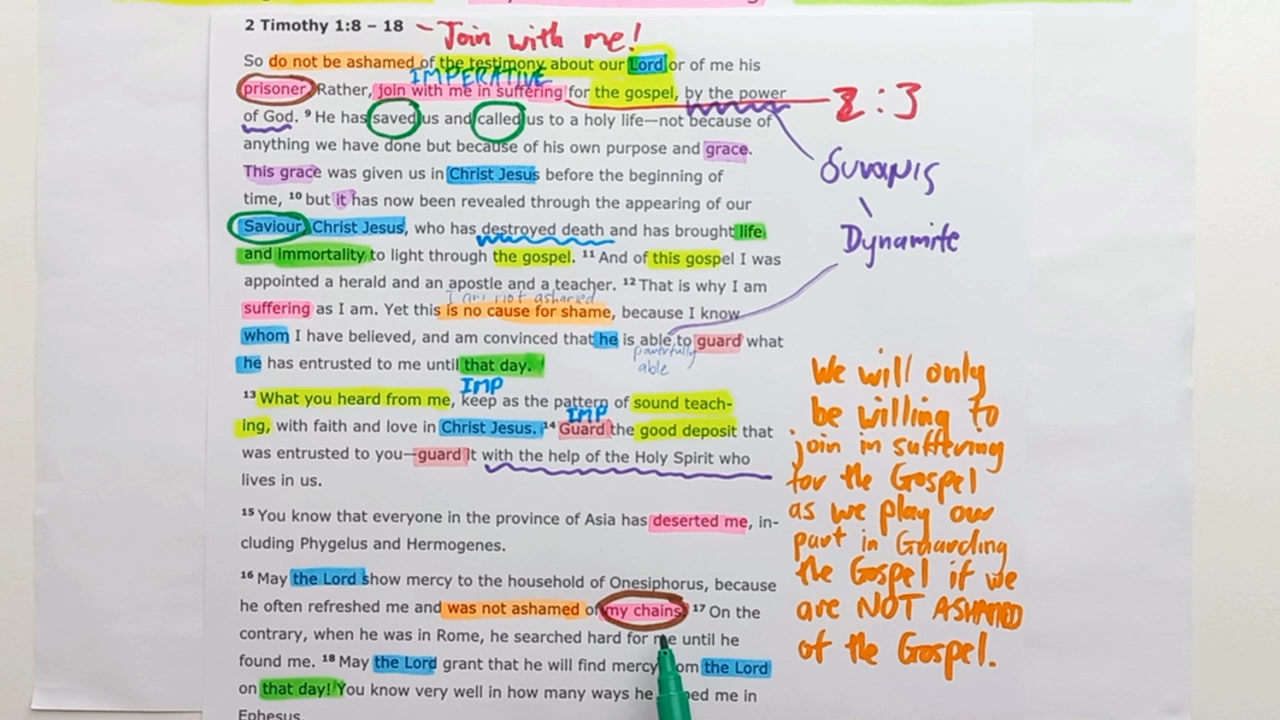 2 Timothy 1:8 – 18 – Join with me!
So do not be ashamed of the testimony about our Lord or of me his
IMPERATIVE
prisoner. Rather, join with me in suffering for the gospel, by the power
2:3
of God. 9 He has saved us and called us to a holy life—not because of
anything we have done but because of his own purpose and grace.
This grace was given us in Christ Jesus before the beginning of
δυναμις
time, 10 but it has now been revealed through the appearing of our
Saviour, Christ Jesus, who has destroyed death and has brought life
Dynamite
and immortality to light through the gospel. 11 And of this gospel I was
appointed a herald and an apostle and a teacher. 12 That is why I am
I am not ashamed
suffering as I am. Yet this is no cause for shame, because I know
whom I have believed, and am convinced that he is able to guard what
powerfully
able
he has entrusted to me until that day.
IMP
13 What you heard from me, keep as the pattern of sound teach-
IMP
ing, with faith and love in Christ Jesus. 14 Guard the good deposit that
was entrusted to you—guard it with the help of the Holy Spirit who
lives in us.
15 You know that everyone in the province of Asia has deserted me, in-
cluding Phygelus and Hermogenes.
16 May the Lord show mercy to the household of Onesiphorus, because
he often refreshed me and was not ashamed of my chains. 17 On the
contrary, when he was in Rome, he searched hard for me until he
found me. 18 May the Lord grant that he will find mercy from the Lord
on that day! You know very well in how many ways he ped me in
Ephesus.
We will only
be willing to
join in suffering
for the Gospel
as we play our
part in Guarding
the Gospel if we
are NOT ASHAMED
of the Gospel.